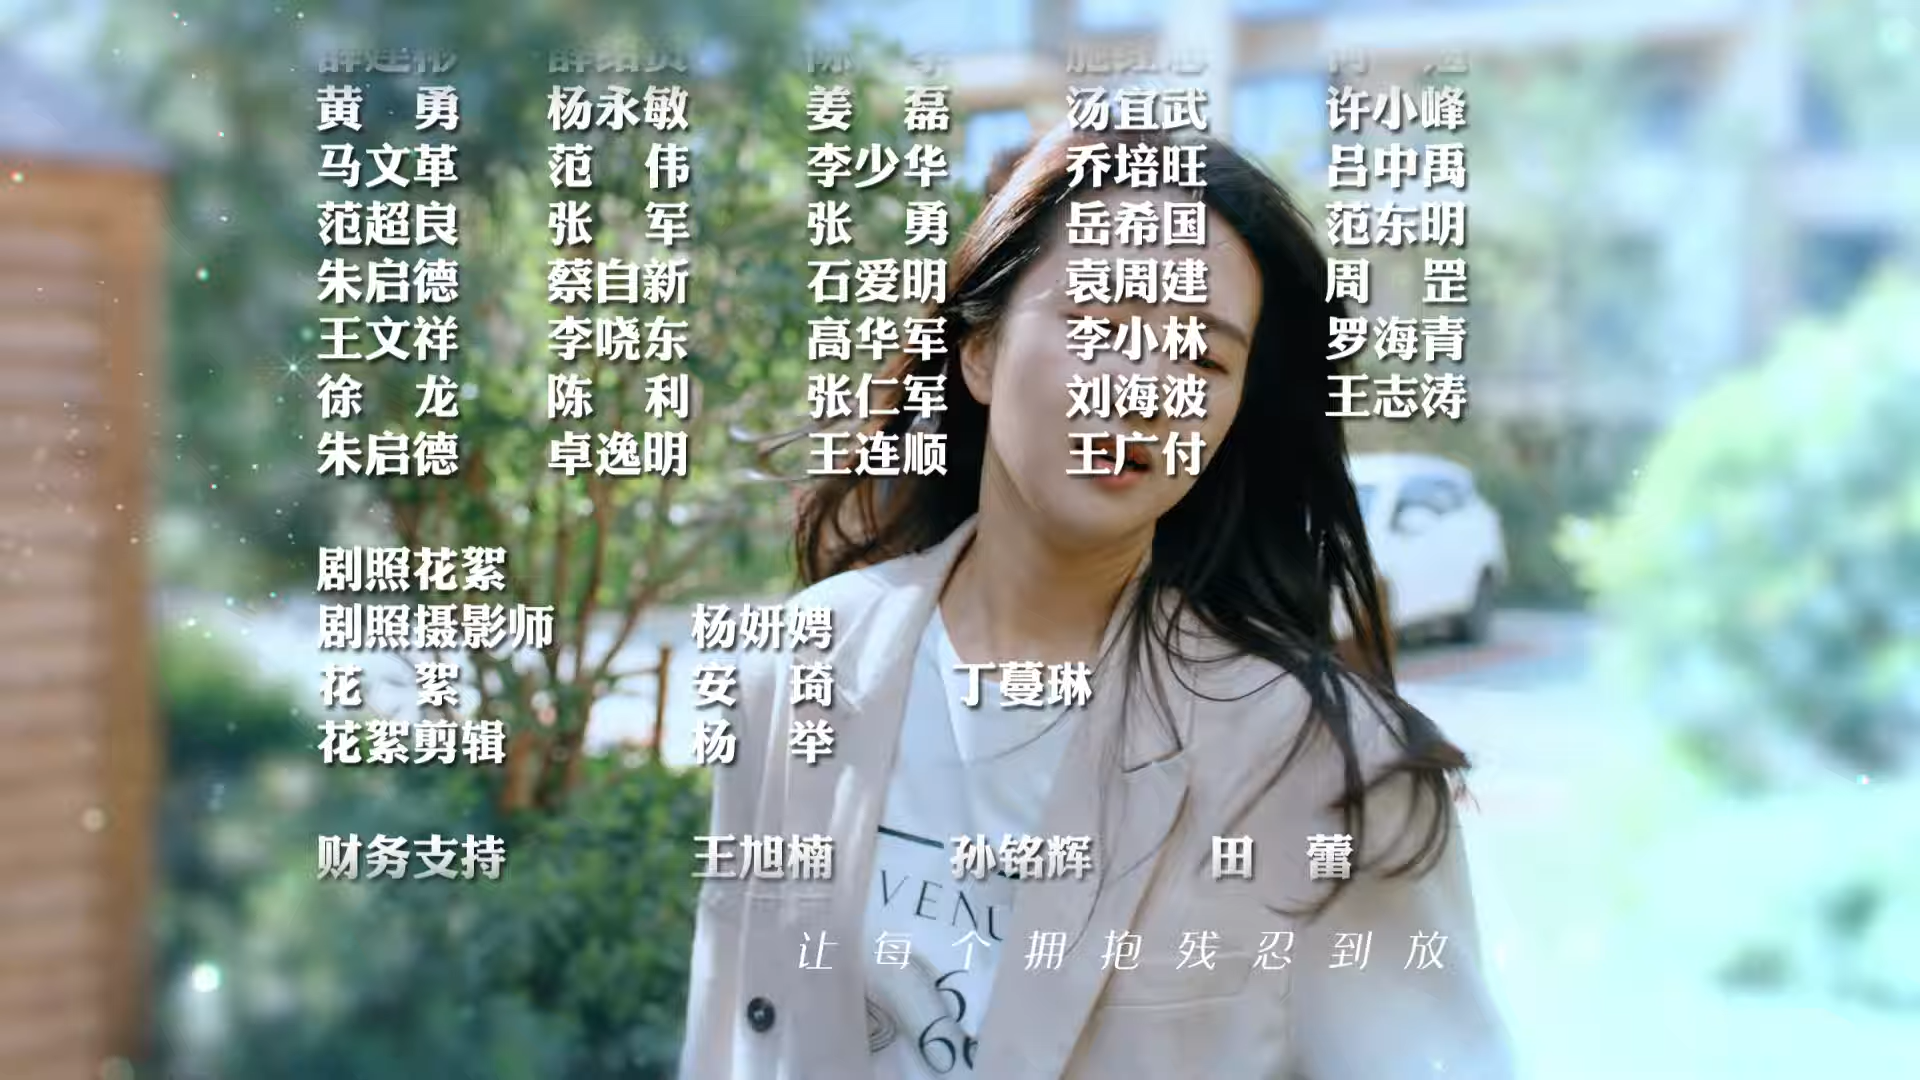 黄　勇 杨永敏 姜　磊 汤宜武 许小峰
马文革 范　伟 李少华 乔培旺 吕中禹
范超良 张　军 张　勇 岳希国 范东明
朱启德 蔡自新 石爱明 袁周建 周　罡
王文祥 李晓东 高华军 李小林 罗海青
徐　龙 陈　利 张仁军 刘海波 王志涛
朱启德 卓逸明 王连顺 王广付
剧照花絮
剧照摄影师 杨妍娉
花　絮 安　琦 丁蔓琳
花絮剪辑 杨　举
财务支持 王旭楠 孙铭辉 田　蕾
VENU
让每个拥抱残忍到放